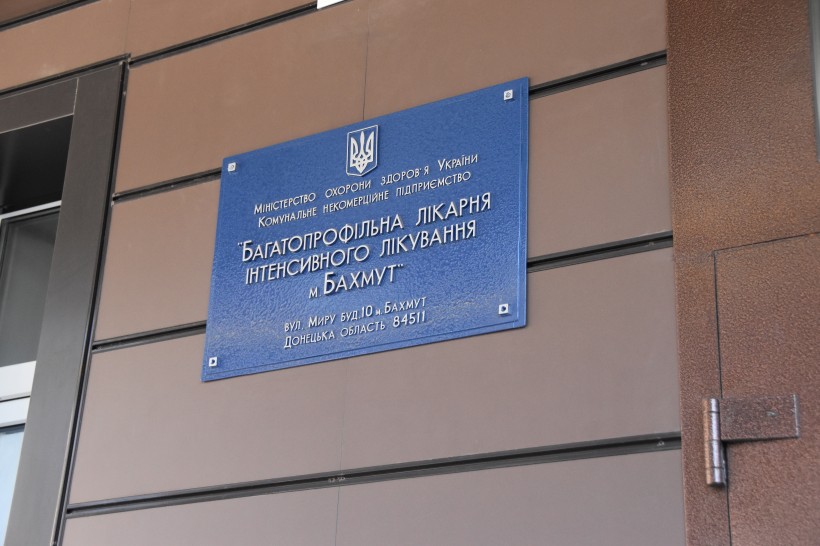 Міністерство охорони здоров'я України
Комунальне некомерційне підприємство
"Багатопрофільна лікарня
інтенсивного лікування
м. Бахмут"
вул. Миру буд.10 м. Бахмут
Донецька область 84511